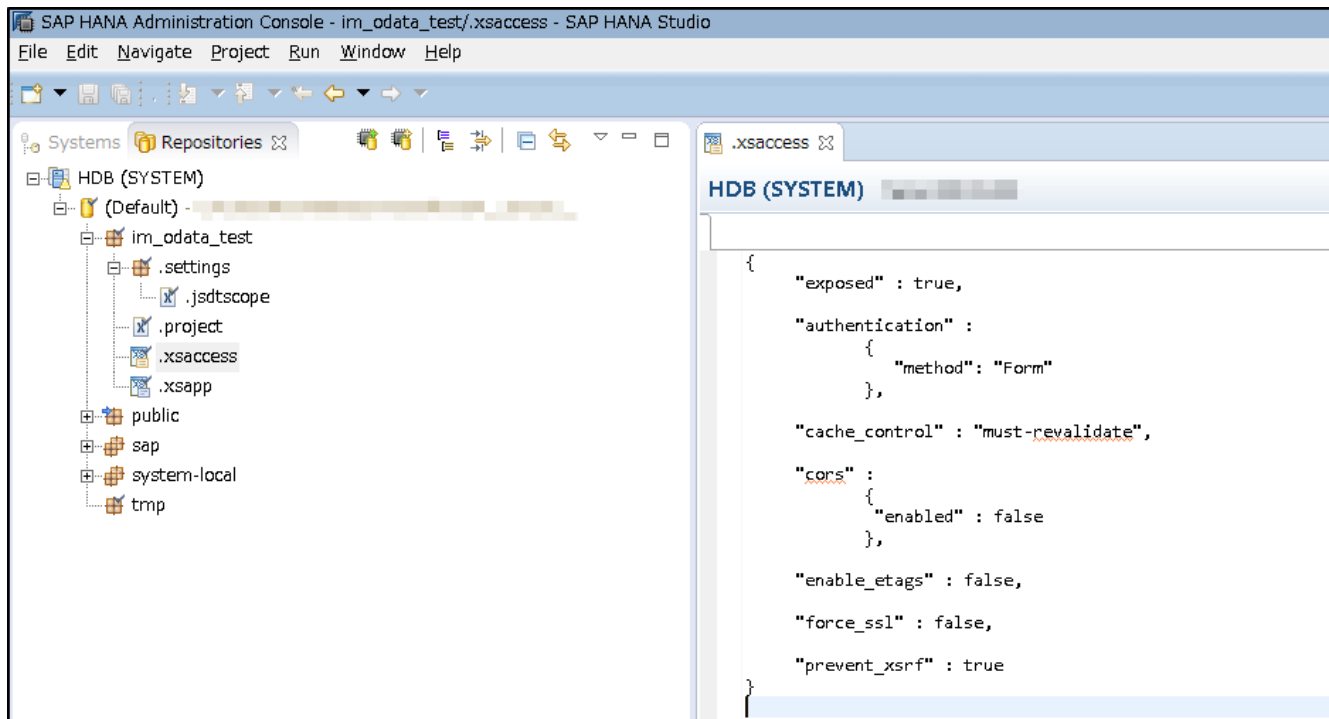 SAP HANA Administration Console - im_odata_test/.xsaccess - SAP HANA Studio
File Edit Navigate Project Run Window Help
Systems Repositories
HDB (SYSTEM)
(Default) -
im_odata_test
.settings
.jsdtscope
.project
.xsaccess
.xsapp
public
sap
system-local
tmp
.xsaccess
HDB (SYSTEM)
{
"exposed" : true,
"authentication" :
{
"method": "Form"
},
"cache_control" : "must-revalidate",
"cors" :
{
"enabled" : false
},
"enable_etags" : false,
"force_ssl" : false,
"prevent_xsrf" : true
}